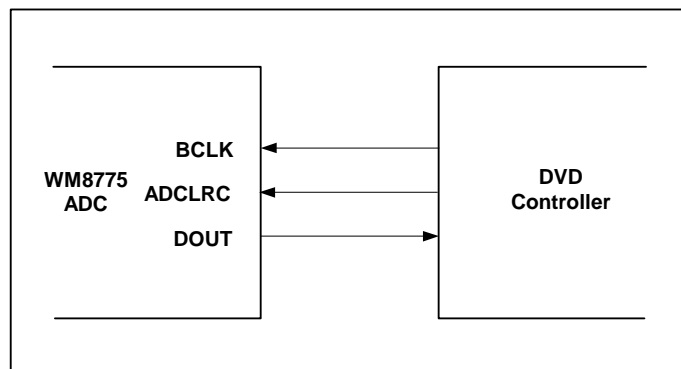 WM8775
ADC
BCLK
ADCLRC
DOUT
DVD
Controller